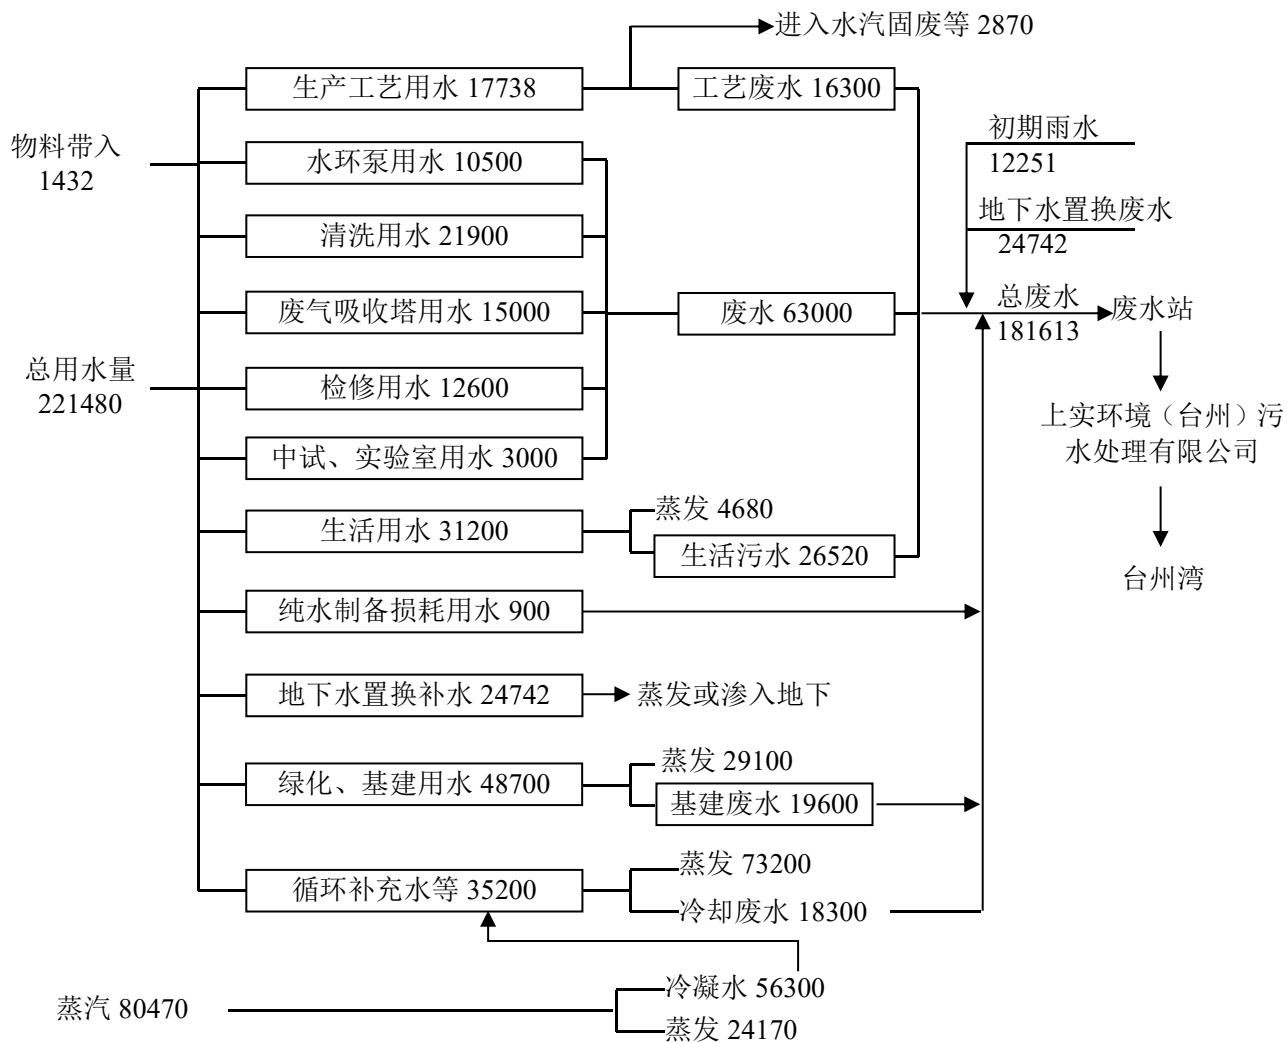 进入水汽固废等 2870
生产工艺用水 17738
工艺废水 16300
物料带入
1432
水环泵用水 10500
初期雨水
12251
清洗用水 21900
地下水置换废水
24742
废气吸收塔用水 15000
废水 63000
总废水
181613
废水站
总用水量
221480
检修用水 12600
上实环境（台州）污
水处理有限公司
中试、实验室用水 3000
生活用水 31200
蒸发 4680
生活污水 26520
台州湾
纯水制备损耗用水 900
地下水置换补水 24742
蒸发或渗入地下
绿化、基建用水 48700
蒸发 29100
基建废水 19600
循环补充水等 35200
蒸发 73200
冷却废水 18300
蒸汽 80470
冷凝水 56300
蒸发 24170